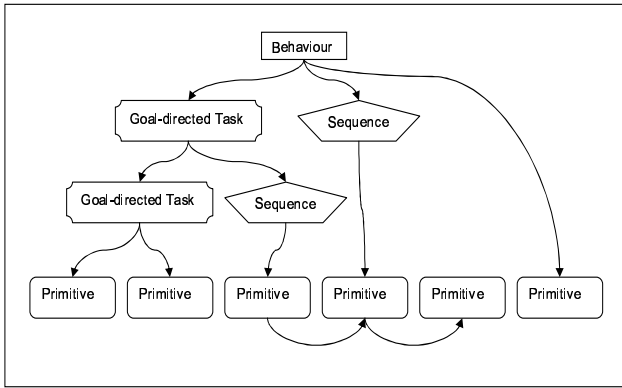 Behaviour
Goal-directed Task
Sequence
Goal-directed Task
Sequence
Primitive
Primitive
Primitive
Primitive
Primitive
Primitive